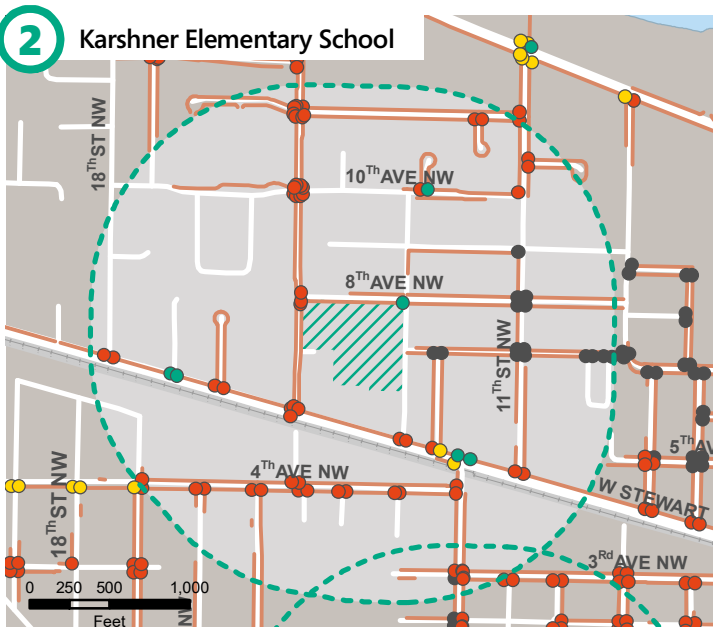 2
Karshner Elementary School
18Th ST NW
10Th AVE NW
8Th AVE NW
11Th ST NW
5Th AV
4Th AVE NW
18Th ST NW
W STEWART
3Rd AVE NW
NW
0 250 500 1,000
Feet